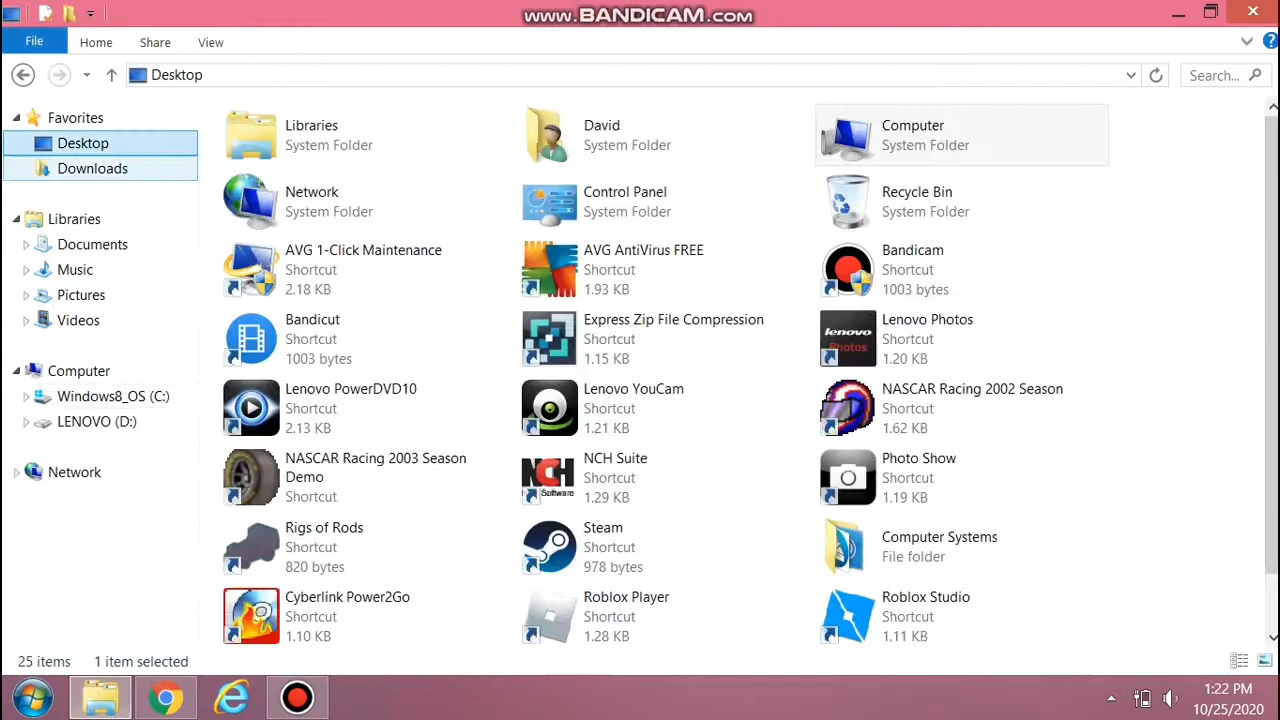 www.BANDICAM.com
File Home Share View
Desktop
Search...
Favorites
Desktop
Downloads
Libraries
Documents
Music
Pictures
Videos
Computer
Windows8_OS (C:)
LENOVO (D:)
Network
Libraries
System Folder
David
System Folder
Computer
System Folder
Network
System Folder
Control Panel
System Folder
Recycle Bin
System Folder
AVG 1-Click Maintenance
Shortcut
2.18 KB
AVG AntiVirus FREE
Shortcut
1.93 KB
Bandicam
Shortcut
1003 bytes
Bandicut
Shortcut
1003 bytes
Express Zip File Compression
Shortcut
1.15 KB
lenovo
Photos
Lenovo Photos
Shortcut
1.20 KB
Lenovo PowerDVD10
Shortcut
2.13 KB
Lenovo YouCam
Shortcut
1.21 KB
NASCAR Racing 2002 Season
Shortcut
1.62 KB
NASCAR Racing 2003 Season
Demo
Shortcut
NCH
Software
NCH Suite
Shortcut
1.29 KB
Photo Show
Shortcut
1.19 KB
Rigs of Rods
Shortcut
820 bytes
Steam
Shortcut
978 bytes
Computer Systems
File folder
Cyberlink Power2Go
Shortcut
1.10 KB
Roblox Player
Shortcut
1.28 KB
Roblox Studio
Shortcut
1.11 KB
25 items 1 item selected
1:22 PM
10/25/2020